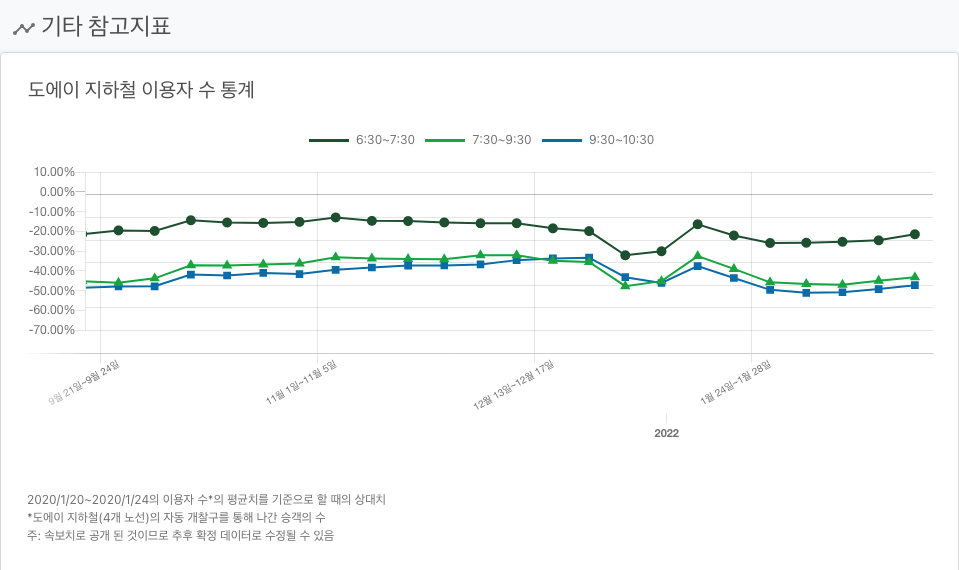 기타 참고지표
도에이 지하철 이용자 수 통계
6:30~7:30 7:30~9:30 9:30~10:30
10.00%
0.00%
-10.00%
-20.00%
-30.00%
-40.00%
-50.00%
-60.00%
-70.00%
9월 21일~9월 24일
11월 1일~11월 5일
12월 13일~12월 17일
1월 24일~1월 28일
2022
2020/1/20~2020/1/24의 이용자 수*의 평균치를 기준으로 할 때의 상대치
*도에이 지하철(4개 노선)의 자동 개찰구를 통해 나간 승객의 수
주: 속보치로 공개 된 것이므로 추후 확정 데이터로 수정될 수 있음